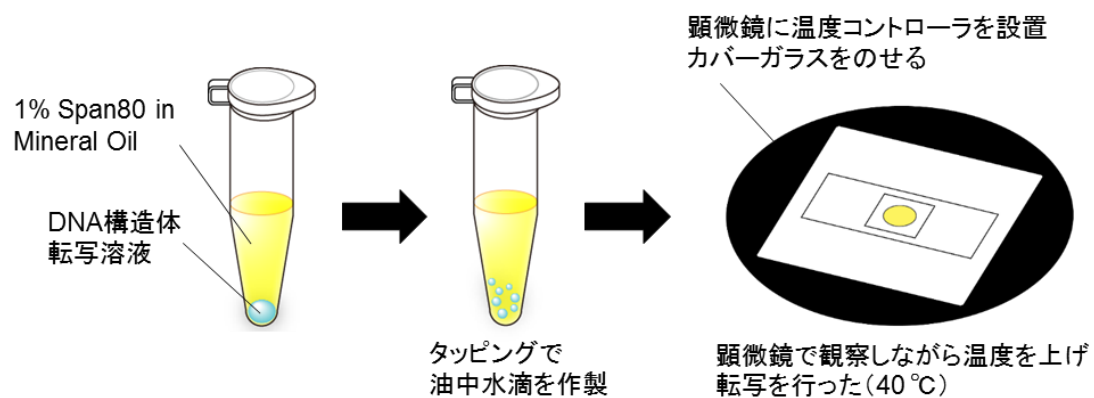 1% Span80 in
Mineral Oil
DNA構造体
転写溶液
タッピングで
油中水滴を作製
顕微鏡に温度コントローラを設置
カバーガラスをのせる
顕微鏡で観察しながら温度を上げ
転写を行った(40℃)